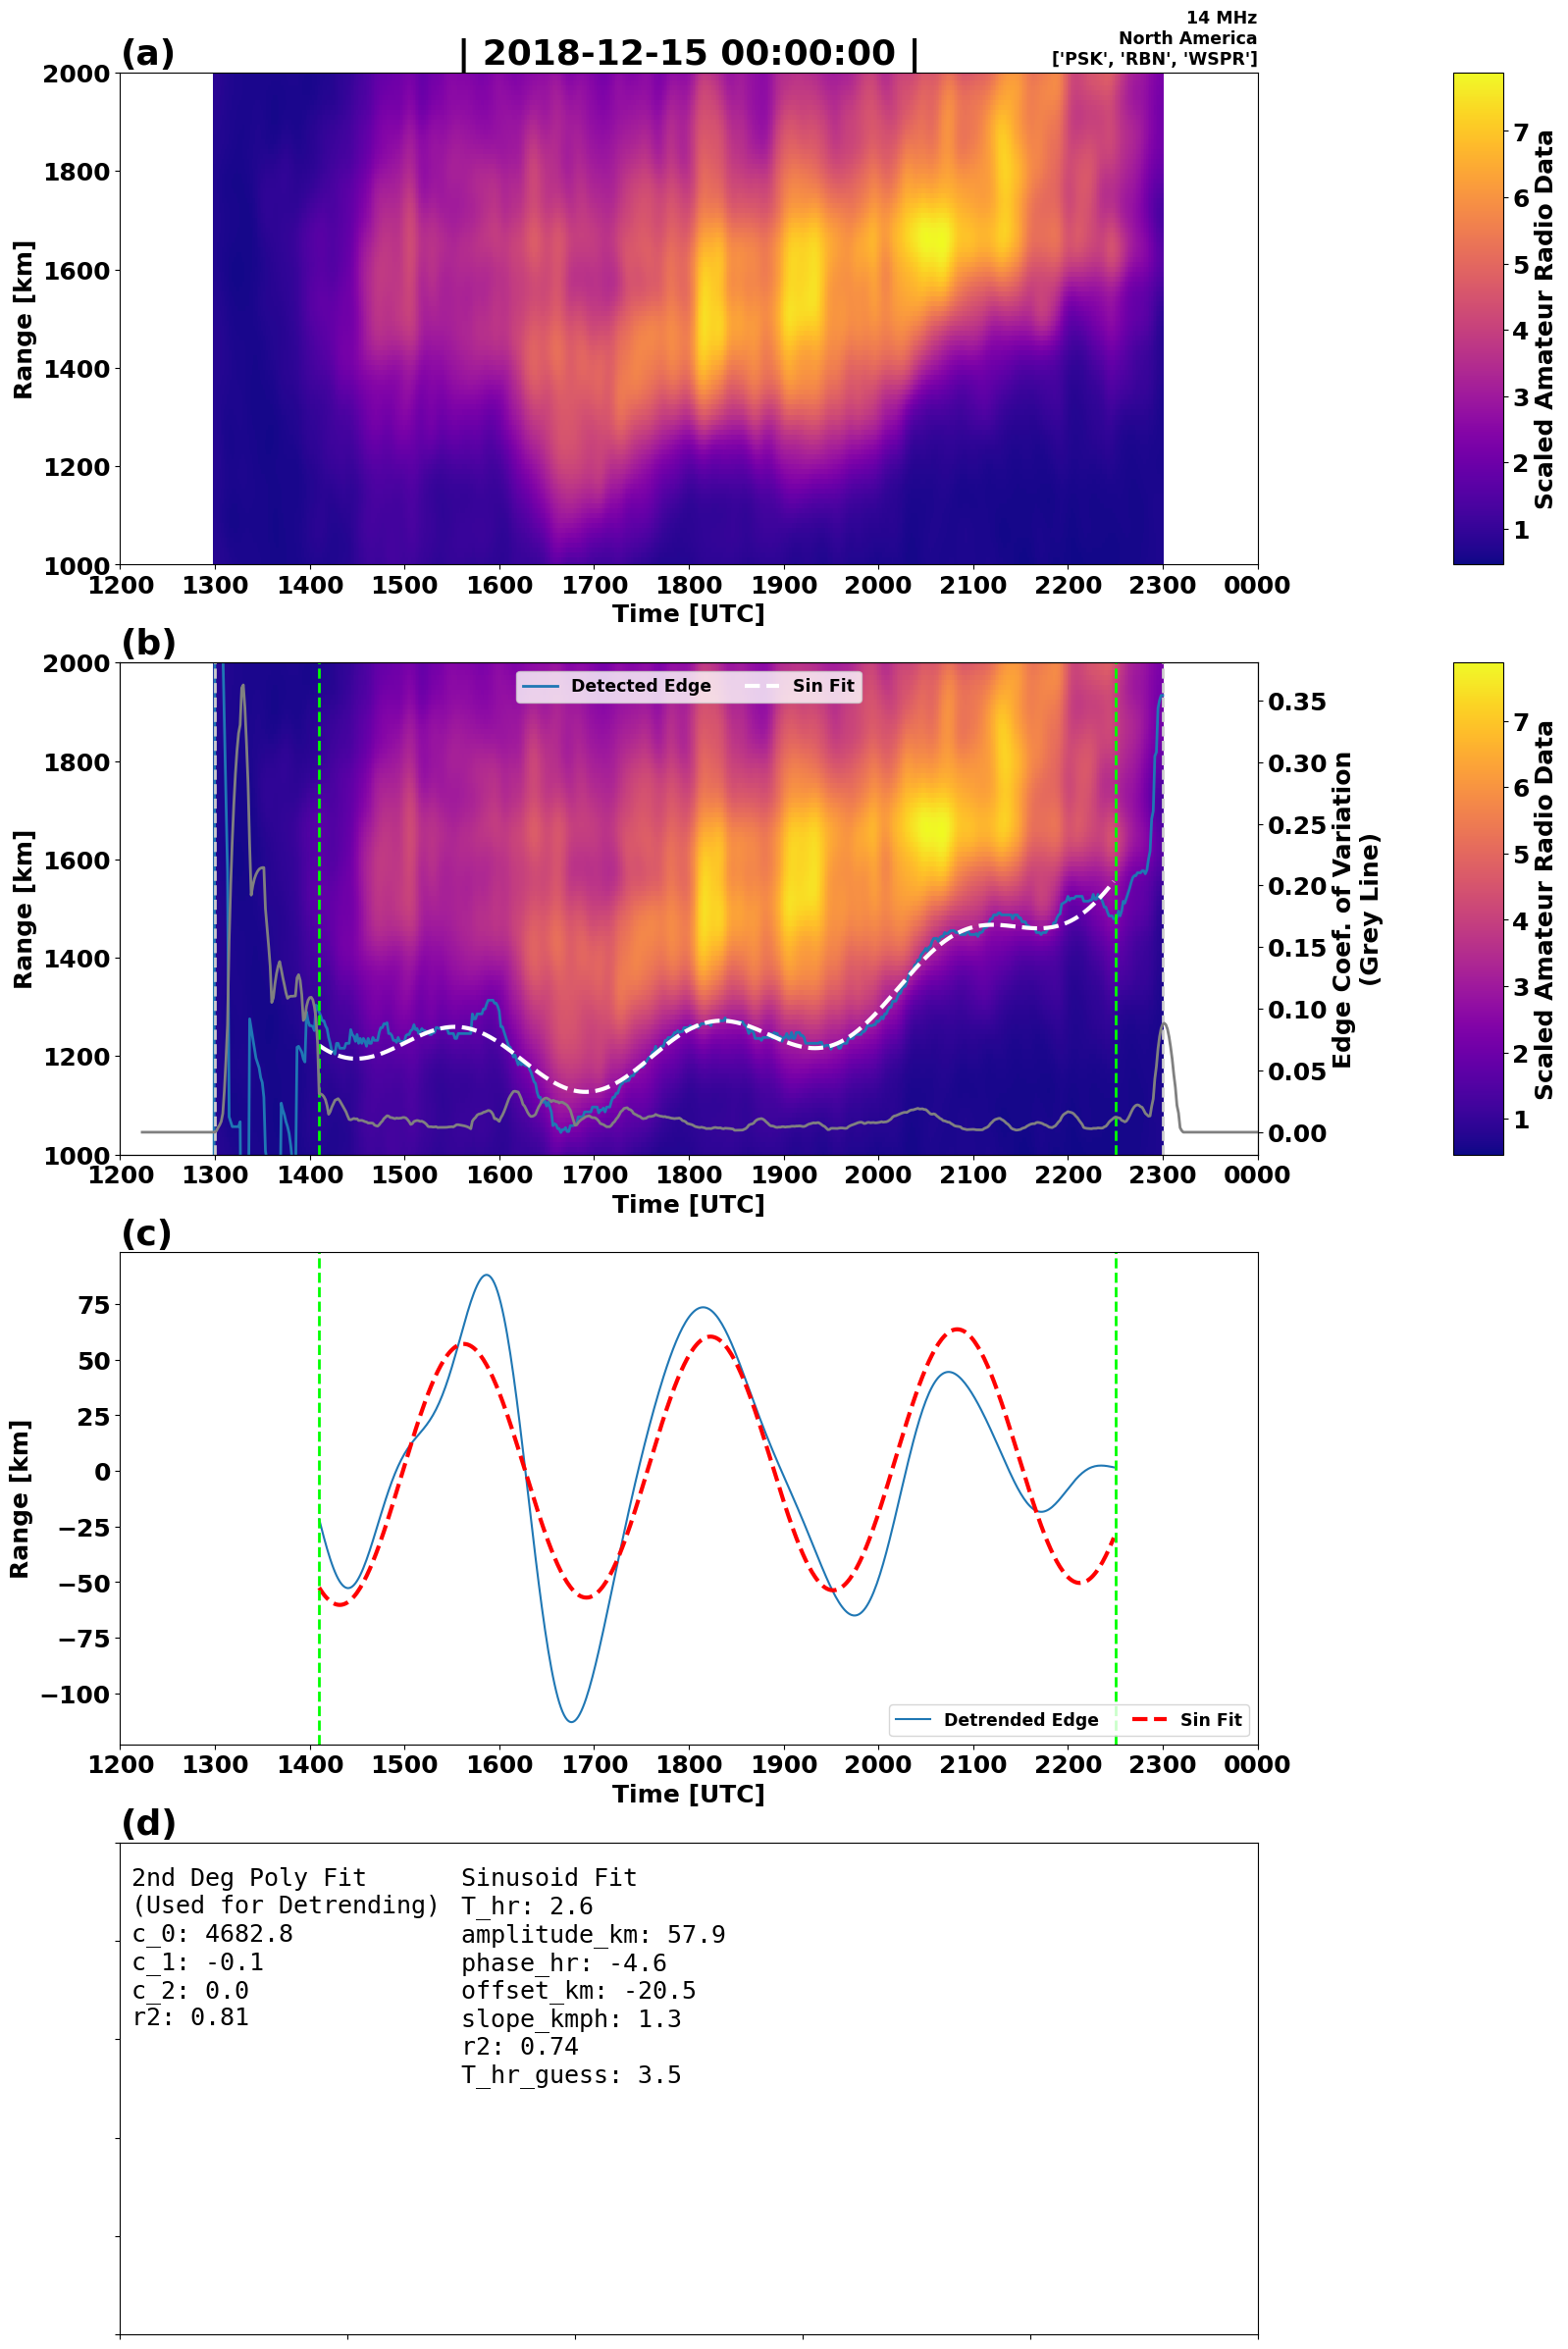 (a)
| 2018-12-15 00:00:00 |
14 MHz
North America
['PSK', 'RBN', 'WSPR']
2000
1800
1600
1400
1200
1000
Range [km]
1200 1300 1400 1500 1600 1700 1800 1900 2000 2100 2200 2300 0000
Time [UTC]
7
6
5
4
3
2
1
Scaled Amateur Radio Data
(b)
Detected Edge Sin Fit
2000
1800
1600
1400
1200
1000
Range [km]
0.35
0.30
0.25
0.20
0.15
0.10
0.05
0.00
Edge Coef. of Variation
(Grey Line)
1200 1300 1400 1500 1600 1700 1800 1900 2000 2100 2200 2300 0000
Time [UTC]
7
6
5
4
3
2
1
Scaled Amateur Radio Data
(c)
75
50
25
0
−25
−50
−75
−100
Range [km]
Detrended Edge Sin Fit
1200 1300 1400 1500 1600 1700 1800 1900 2000 2100 2200 2300 0000
Time [UTC]
(d)
2nd Deg Poly Fit
(Used for Detrending)
c_0: 4682.8
c_1: -0.1
c_2: 0.0
r2: 0.81
Sinusoid Fit
T_hr: 2.6
amplitude_km: 57.9
phase_hr: -4.6
offset_km: -20.5
slope_kmph: 1.3
r2: 0.74
T_hr_guess: 3.5